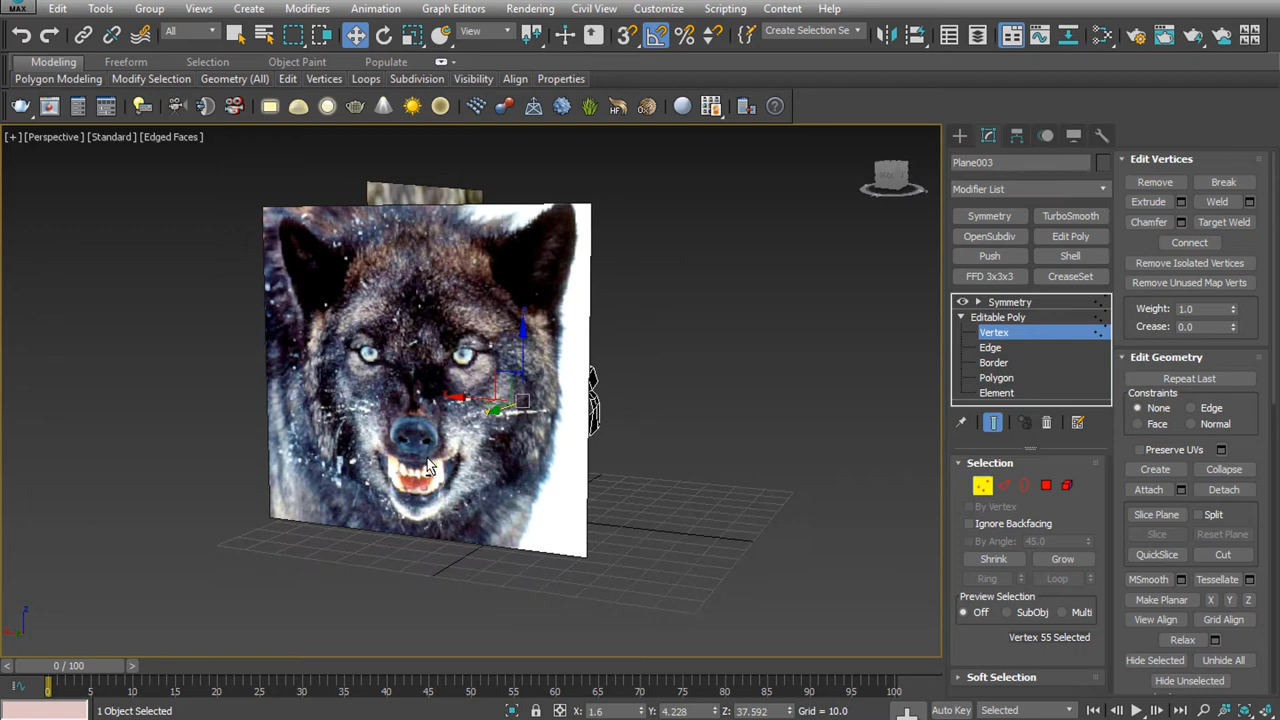 MAX Edit Tools Group Views Create Modifiers Animation Graph Editors Rendering Civil View Customize Scripting Content Help
All View Create Selection Se
Modeling Freeform Selection Object Paint Populate
Polygon Modeling Modify Selection Geometry (All) Edit Vertices Loops Subdivision Visibility Align Properties
[+] [Perspective] [Standard] [Edged Faces]
Plane003
Modifier List
Symmetry TurboSmooth
OpenSubdiv Edit Poly
Push Shell
FFD 3x3x3 CreaseSet
Symmetry
Editable Poly
Vertex
Edge
Border
Polygon
Element
Selection
By Vertex
Ignore Backfacing
By Angle: 45.0
Shrink Grow
Ring Loop
Preview Selection
Off SubObj Multi
Vertex 55 Selected
Soft Selection
Edit Vertices
Remove Break
Extrude Weld
Chamfer Target Weld
Connect
Remove Isolated Vertices
Remove Unused Map Verts
Weight: 1.0
Crease: 0.0
Edit Geometry
Repeat Last
Constraints
None Edge
Face Normal
Preserve UVs
Create Collapse
Attach Detach
Slice Plane Split
Slice Reset Plane
QuickSlice Cut
MSmooth Tessellate
Make Planar X Y Z
View Align Grid Align
Relax
Hide Selected Unhide All
Hide Unselected
z
< 0 / 100 >
0 5 10 15 20 25 30 35 40 45 50 55 60 65 70 75 80 85 90 95 100
1 Object Selected X: 1.6 Y: 4.228 Z: 37.592 Grid = 10.0 Auto Key Selected